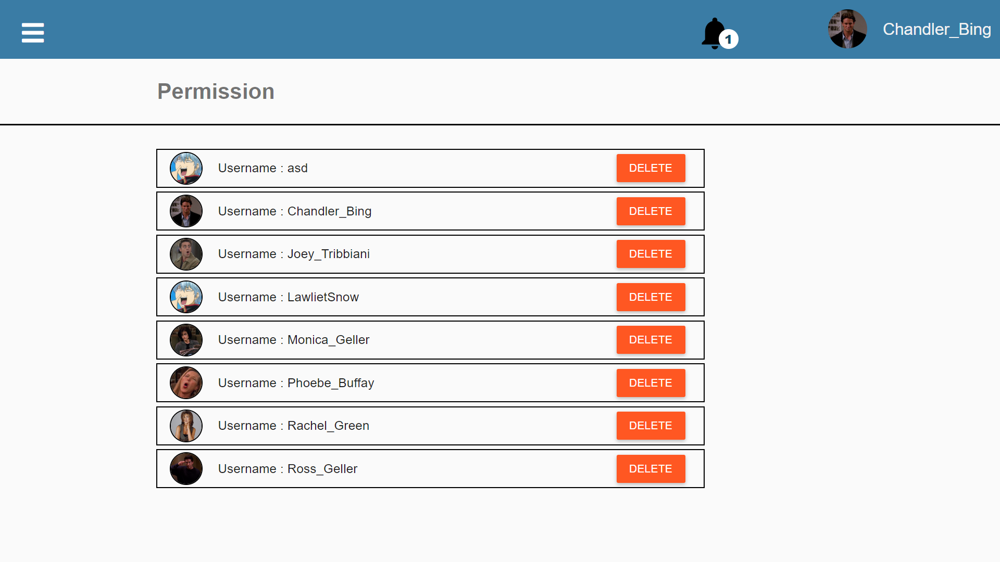 1
Chandler_Bing
Permission
Username : asd DELETE
Username : Chandler_Bing DELETE
Username : Joey_Tribbiani DELETE
Username : LawlietSnow DELETE
Username : Monica_Geller DELETE
Username : Phoebe_Buffay DELETE
Username : Rachel_Green DELETE
Username : Ross_Geller DELETE